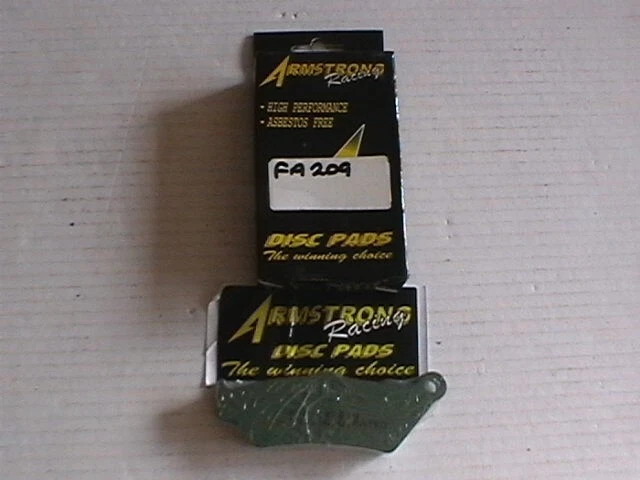 ARMSTRONG
Racing
• HIGH PERFORMANCE
• ASBESTOS FREE
FA 209
DISC PADS
The winning choice
ARMSTRONG
Racing
DISC PADS
The winning choice